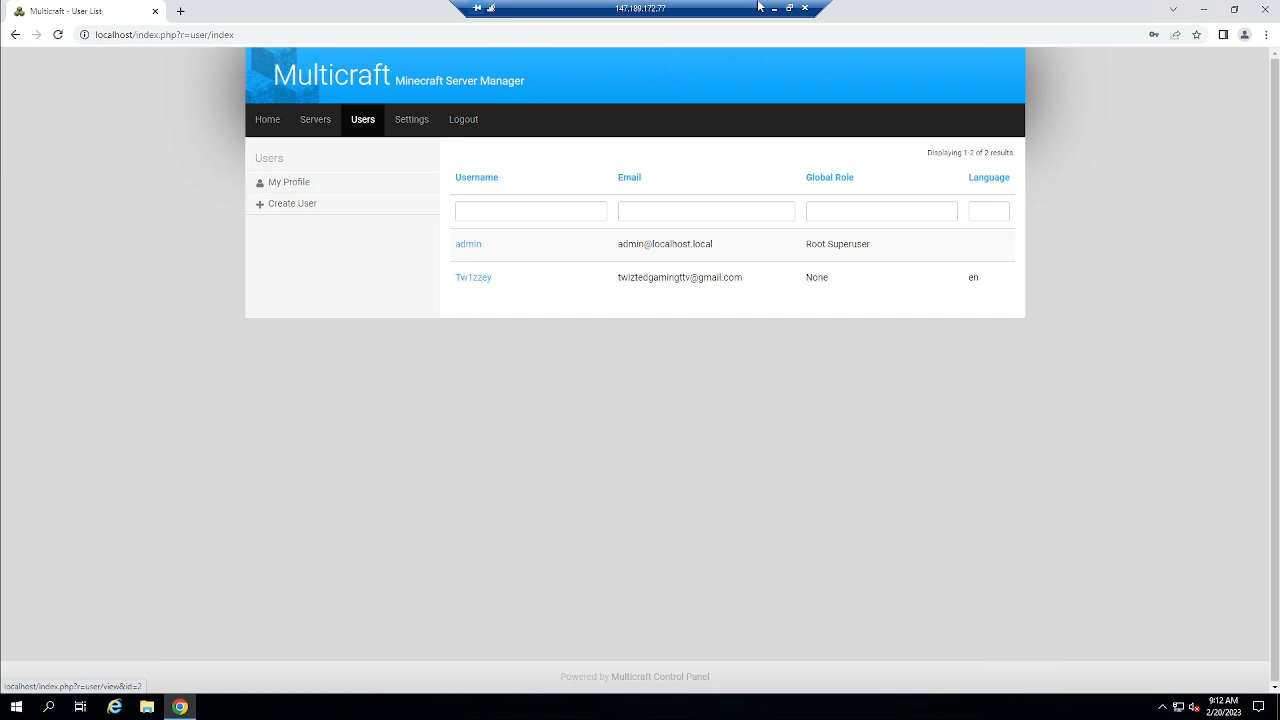 Multicraft - User List
147.189.172.77
localhost/index.php?r=user/index
Multicraft Minecraft Server Manager
Home Servers Users Settings Logout
Users
My Profile
Create User
Displaying 1-2 of 2 results.
Username Email Global Role Language
admin admin@localhost.local Root Superuser
Tw1zzey twiztedgamingttv@gmail.com None en
Powered by Multicraft Control Panel
localhost/index.php?r=user/view&id=2
9:12 AM
2/20/2023